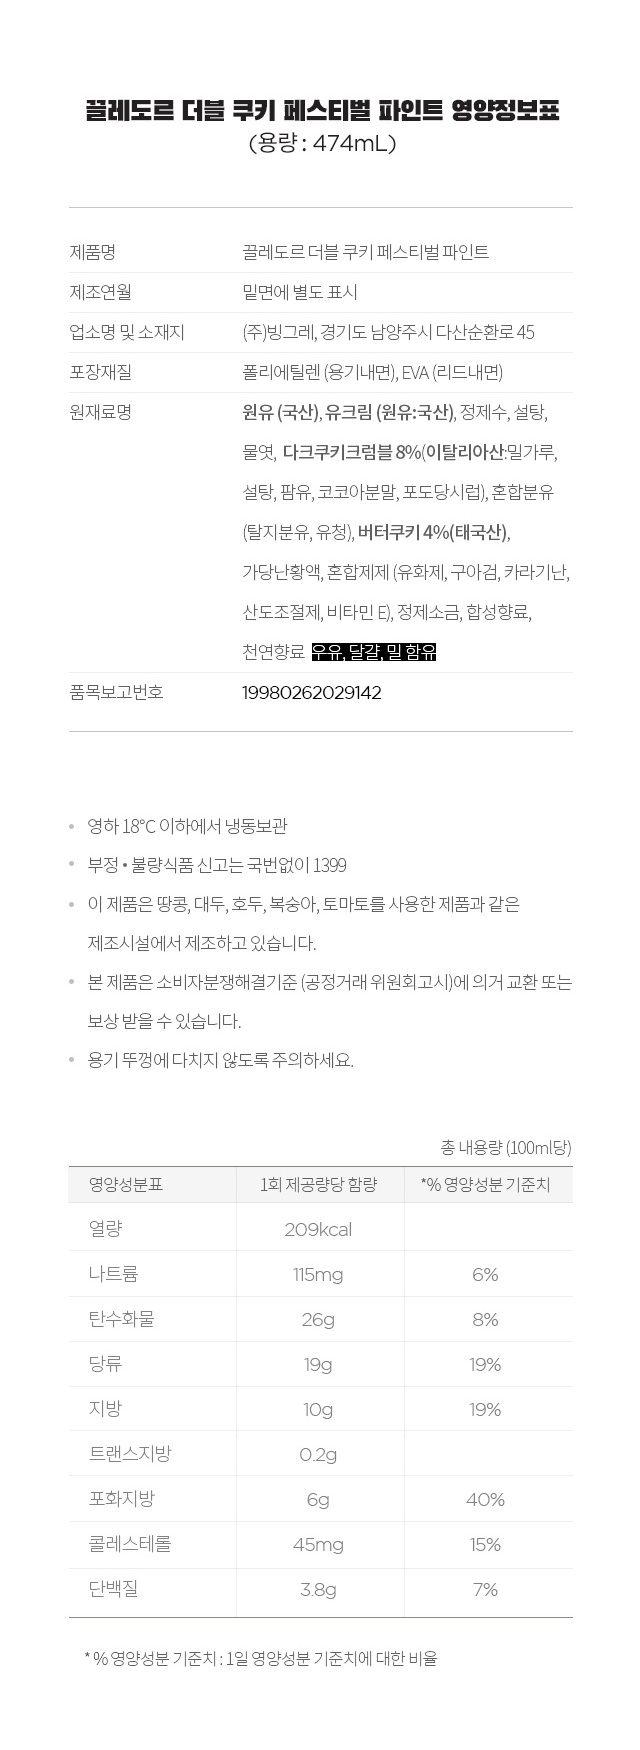 끌레도르 더블 쿠키 페스티벌 파인트 영양정보표
(용량 : 474mL)
제품명 끌레도르 더블 쿠키 페스티벌 파인트
제조연월 밑면에 별도 표시
업소명 및 소재지 (주)빙그레, 경기도 남양주시 다산순환로 45
포장재질 폴리에틸렌 (용기내면), EVA (리드내면)
원재료명 원유 (국산), 유크림 (원유:국산), 정제수, 설탕,
물엿, 다크쿠키크럼블 8%(이탈리아산:밀가루,
설탕, 팜유, 코코아분말, 포도당시럽), 혼합분유
(탈지분유, 유청), 버터쿠키 4%(태국산),
가당난황액, 혼합제제 (유화제, 구아검, 카라기난,
산도조절제, 비타민 E), 정제소금, 합성향료,
천연향료 우유, 달걀, 밀 함유
품목보고번호 19980262029142
• 영하 18℃ 이하에서 냉동보관
• 부정 • 불량식품 신고는 국번없이 1399
• 이 제품은 땅콩, 대두, 호두, 복숭아, 토마토를 사용한 제품과 같은
제조시설에서 제조하고 있습니다.
• 본 제품은 소비자분쟁해결기준 (공정거래 위원회고시)에 의거 교환 또는
보상 받을 수 있습니다.
• 용기 뚜껑에 다치지 않도록 주의하세요.
총 내용량 (100ml당)
영양성분표 1회 제공량당 함량 *% 영양성분 기준치
열량 209kcal
나트륨 115mg 6%
탄수화물 26g 8%
당류 19g 19%
지방 10g 19%
트랜스지방 0.2g
포화지방 6g 40%
콜레스테롤 45mg 15%
단백질 3.8g 7%
* % 영양성분 기준치 : 1일 영양성분 기준치에 대한 비율